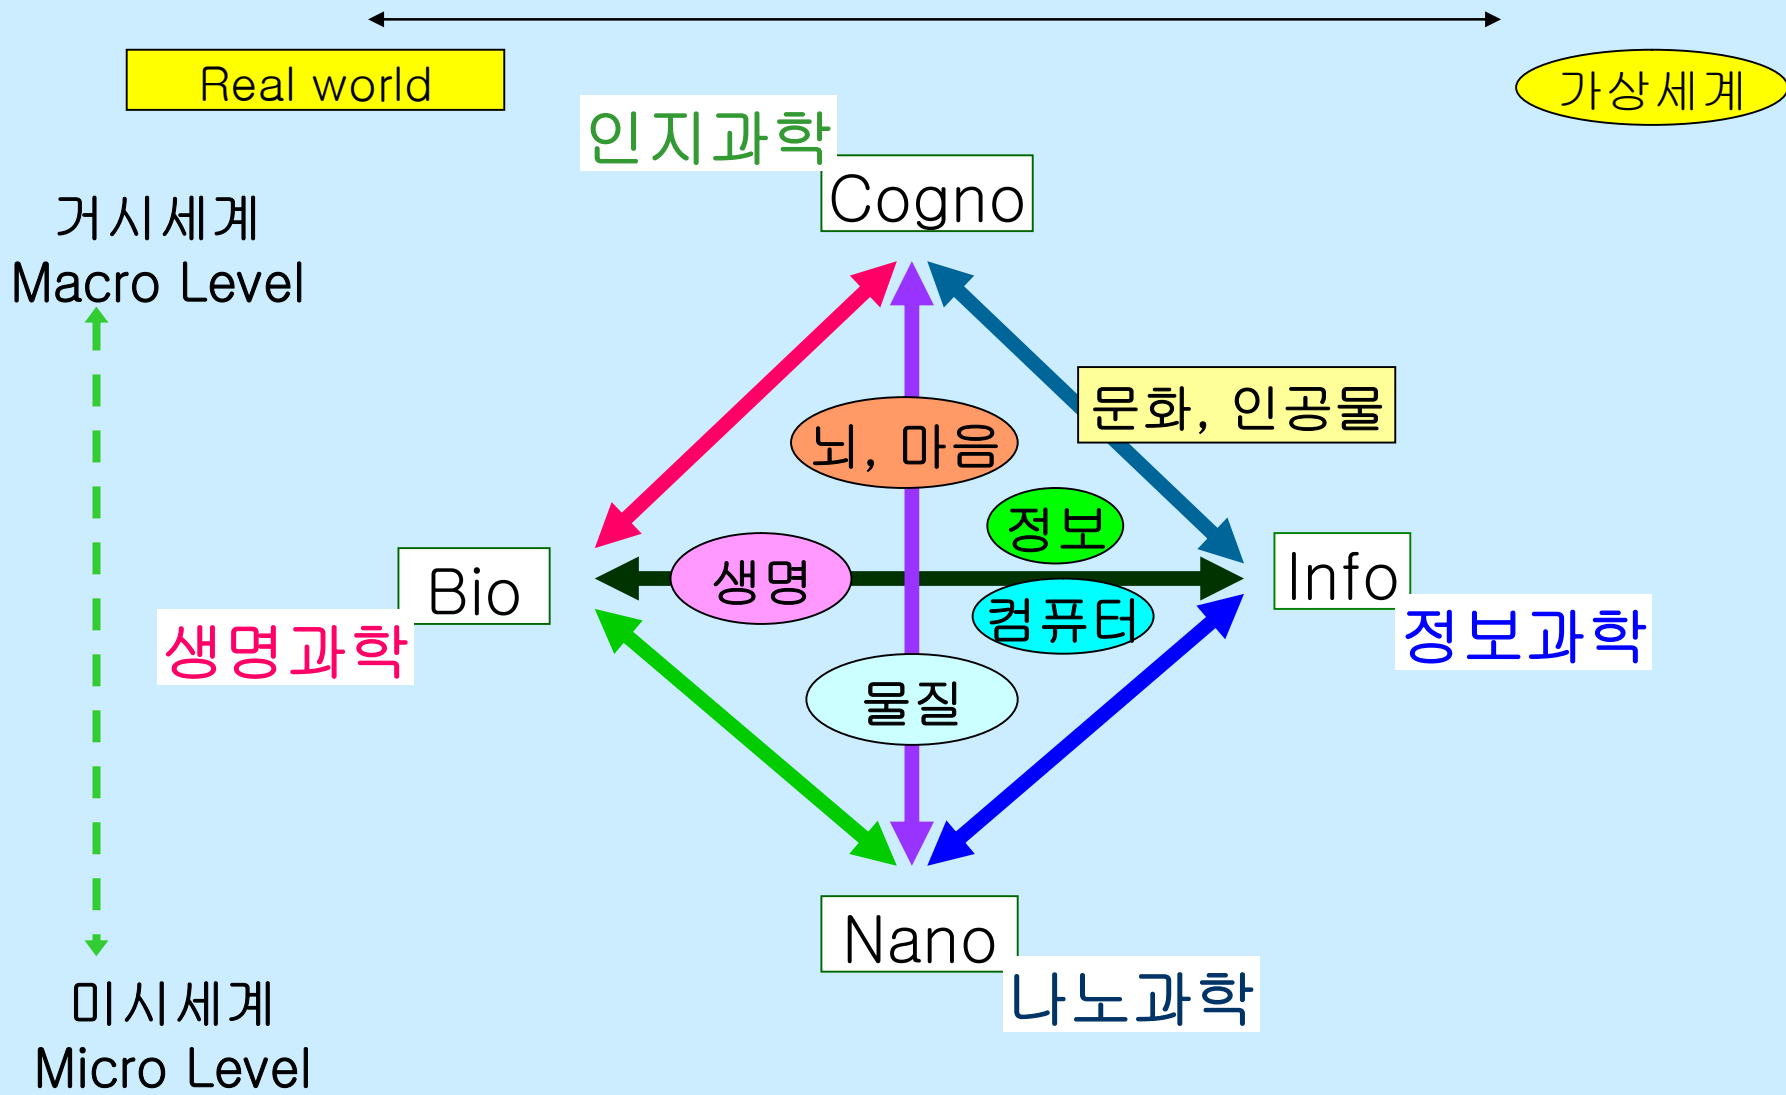 Real world
가상세계
인지과학
Cogno
거시세계
Macro Level
문화, 인공물
뇌, 마음
정보
생명
Bio
Info
컴퓨터
생명과학
정보과학
물질
Nano
나노과학
미시세계
Micro Level